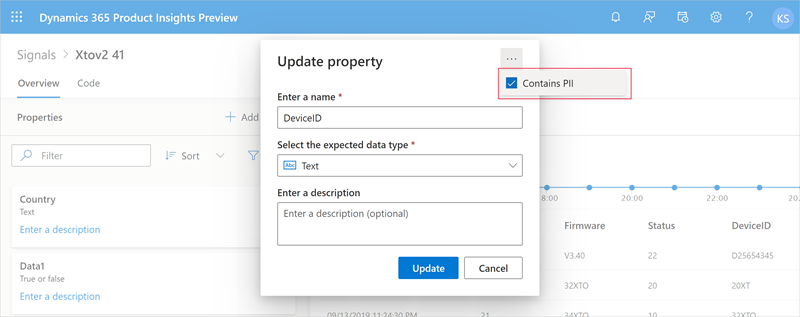 Dynamics 365 Product Insights Preview
?
KS
Signals > Xtov2 41
Overview
Code
Properties
+ Add
Filter
Sort
Country
Text
Enter a description
Data1
True or false
Enter a description
Update property
...
Contains PII
Enter a name *
DeviceID
Select the expected data type *
Abc Text
Enter a description
Enter a description (optional)
Update
Cancel
8:00
20:00
22:00
Firmware
Status
DeviceID
V3.40
22
D25654345
32XTO
20
20XT
09/13/2019 11:24:30 PM
21
34XTO
10